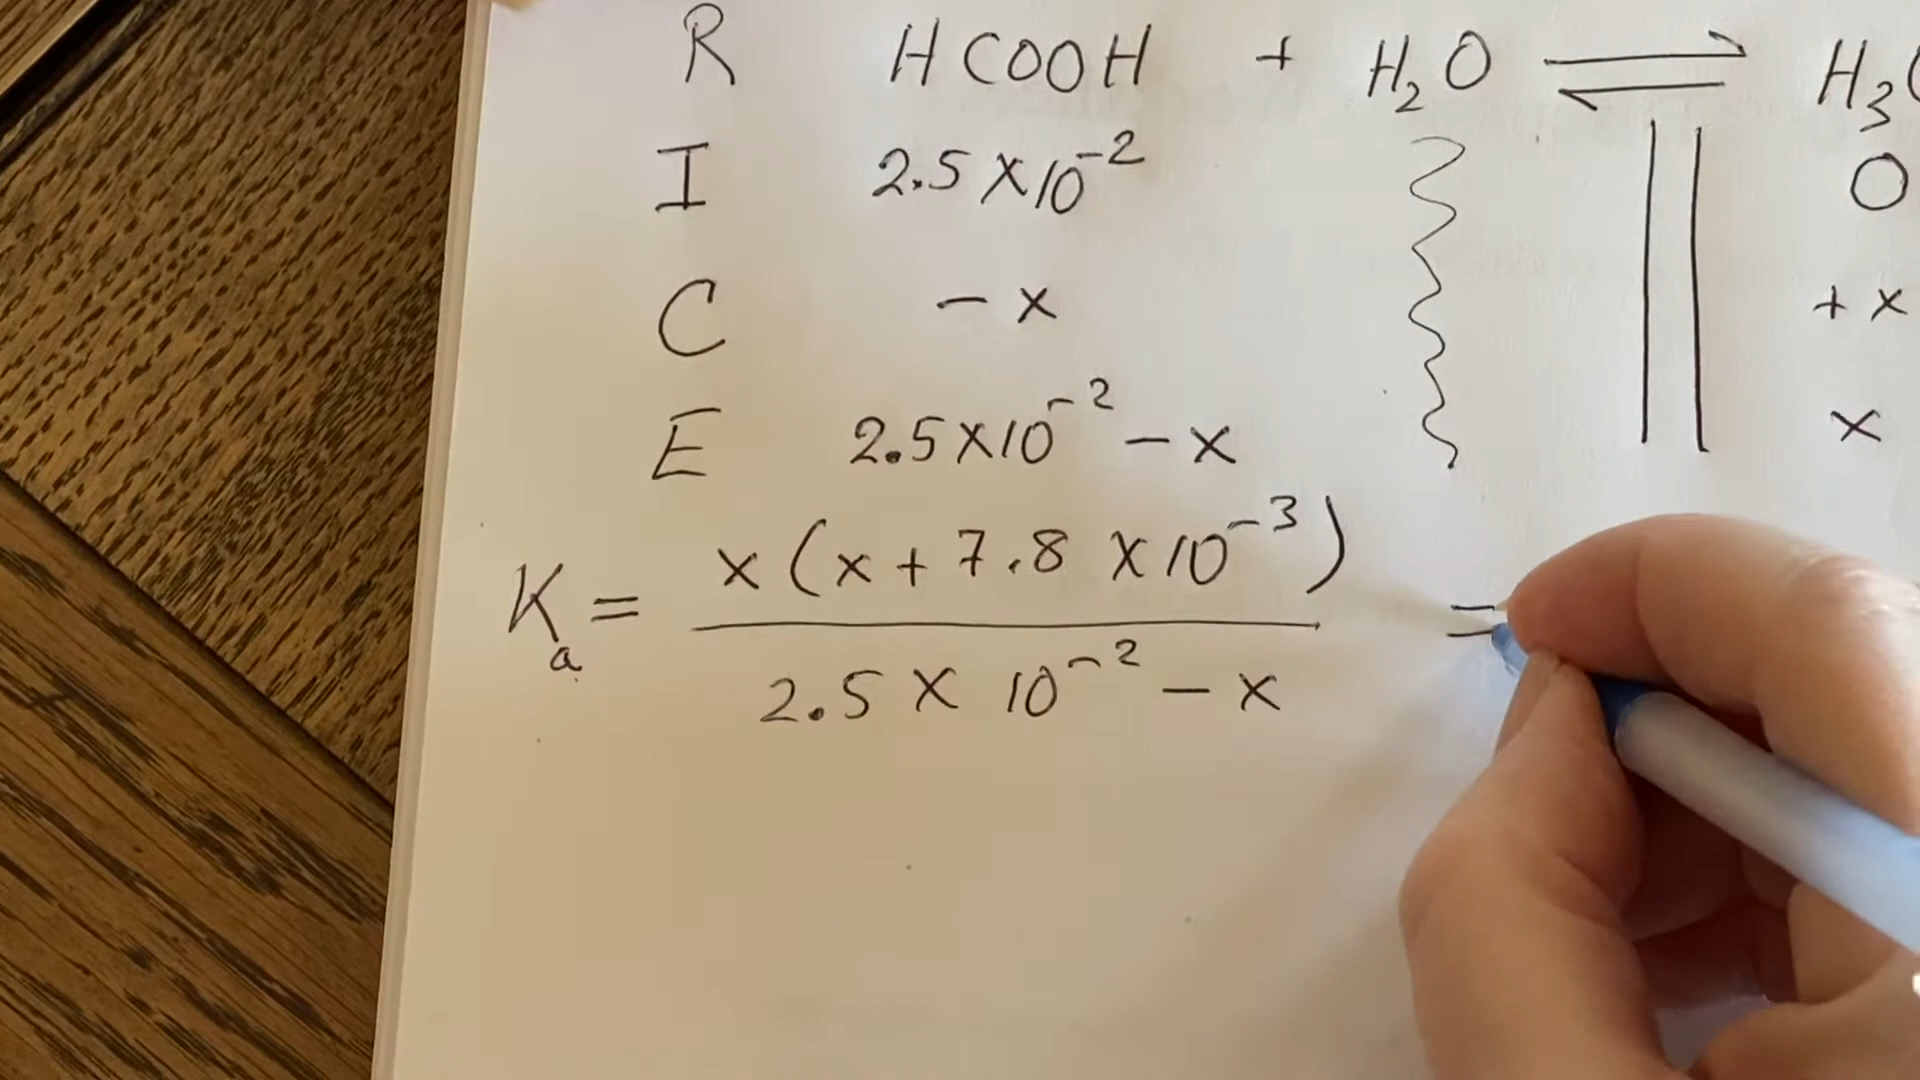 R HCOOH + H₂O ⇌ H₃
I 2.5 × 10⁻² 0
C − x + x
E 2.5 × 10⁻² − x x
Kₐ = x(x + 7.8 × 10⁻³) / 2.5 × 10⁻² − x =